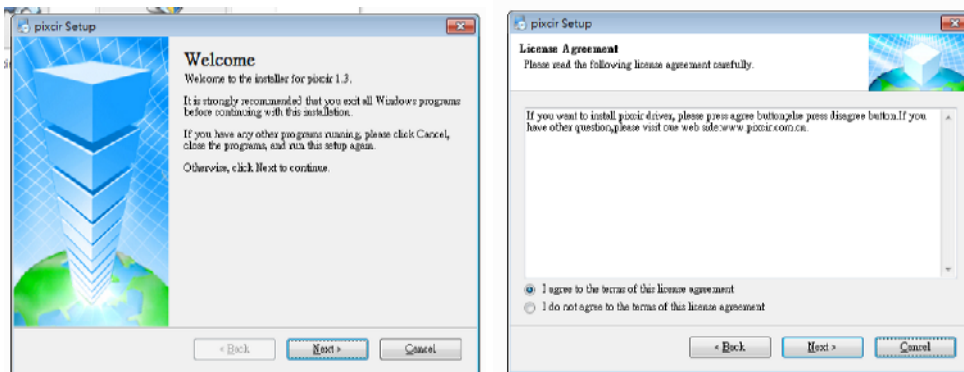 pixcir Setup
Welcome
Welcome to the installer for pixcir 1.3.
It is strongly recommended that you exit all Windows programs
before continuing with this installation.
If you have any other programs running, please click Cancel,
close the programs, and run this setup again.
Otherwise, click Next to continue.
< Back
Next >
Cancel
pixcir Setup
License Agreement
Please read the following license agreement carefully.
If you want to install pixcir driver, please press agree button;else press disagree button.If you
have other question,please visit our web side:www.pixcir.com.cn.
I agree to the terms of this license agreement
I do not agree to the terms of this license agreement
< Back
Next >
Cancel